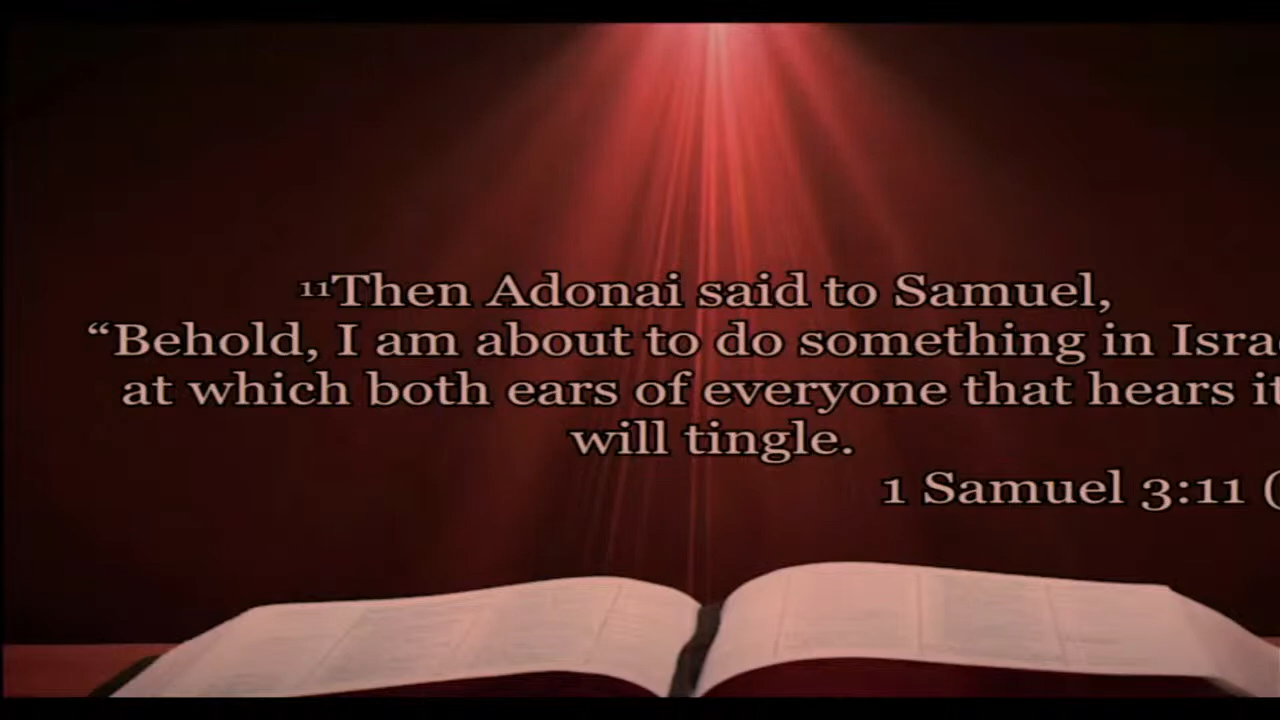 ¹¹Then Adonai said to Samuel,
“Behold, I am about to do something in
at which both ears of everyone that hears it
will tingle.
1 Samuel 3:11 (